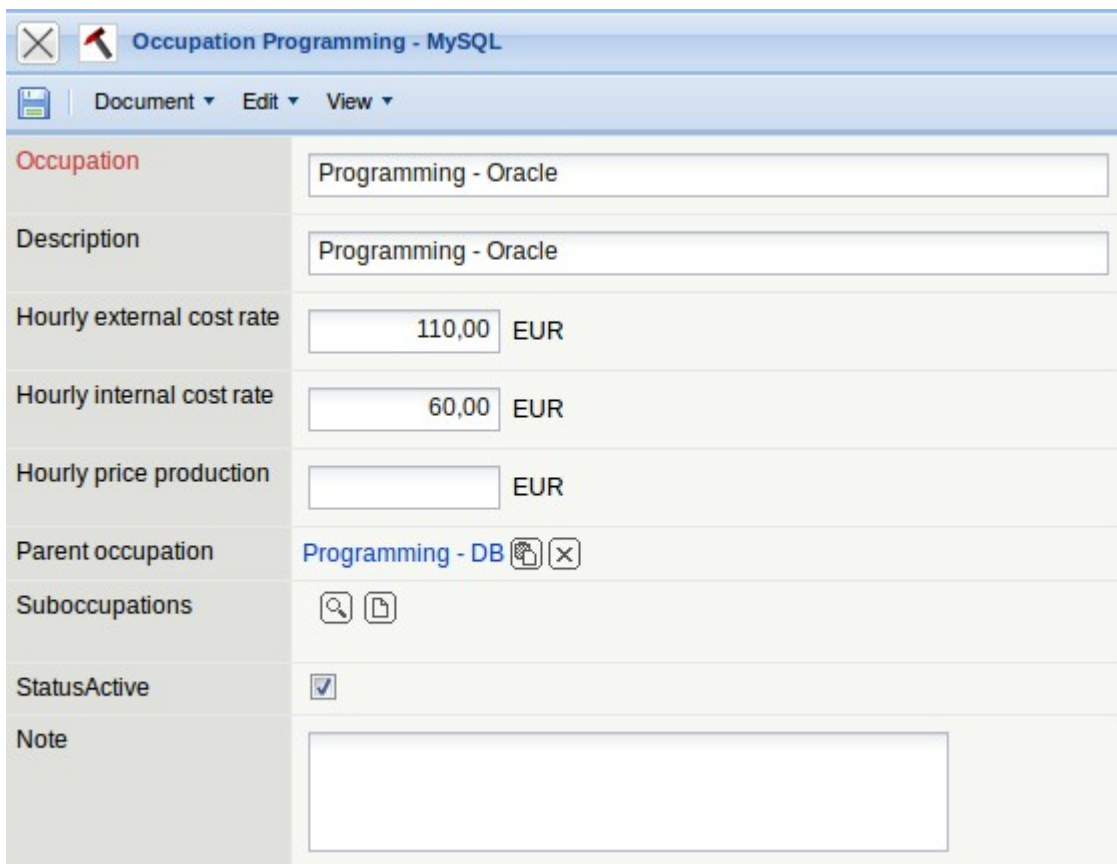 Occupation Programming - MySQL
Document Edit View
Occupation Programming - Oracle
Description Programming - Oracle
Hourly external cost rate 110,00 EUR
Hourly internal cost rate 60,00 EUR
Hourly price production EUR
Parent occupation Programming - DB
Suboccupations
StatusActive
Note